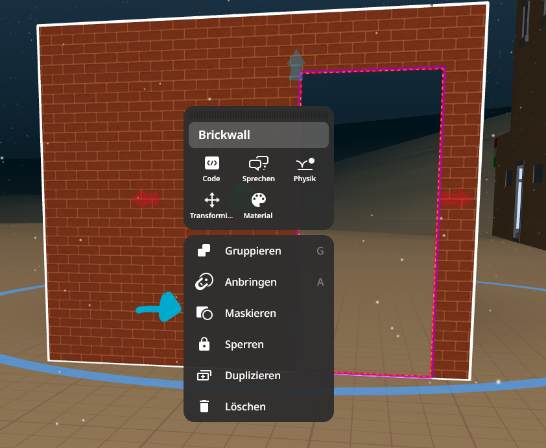 Brickwall
Code Sprechen Physik
Transformi... Material
Gruppieren G
Anbringen A
Maskieren
Sperren
Duplizieren
Löschen